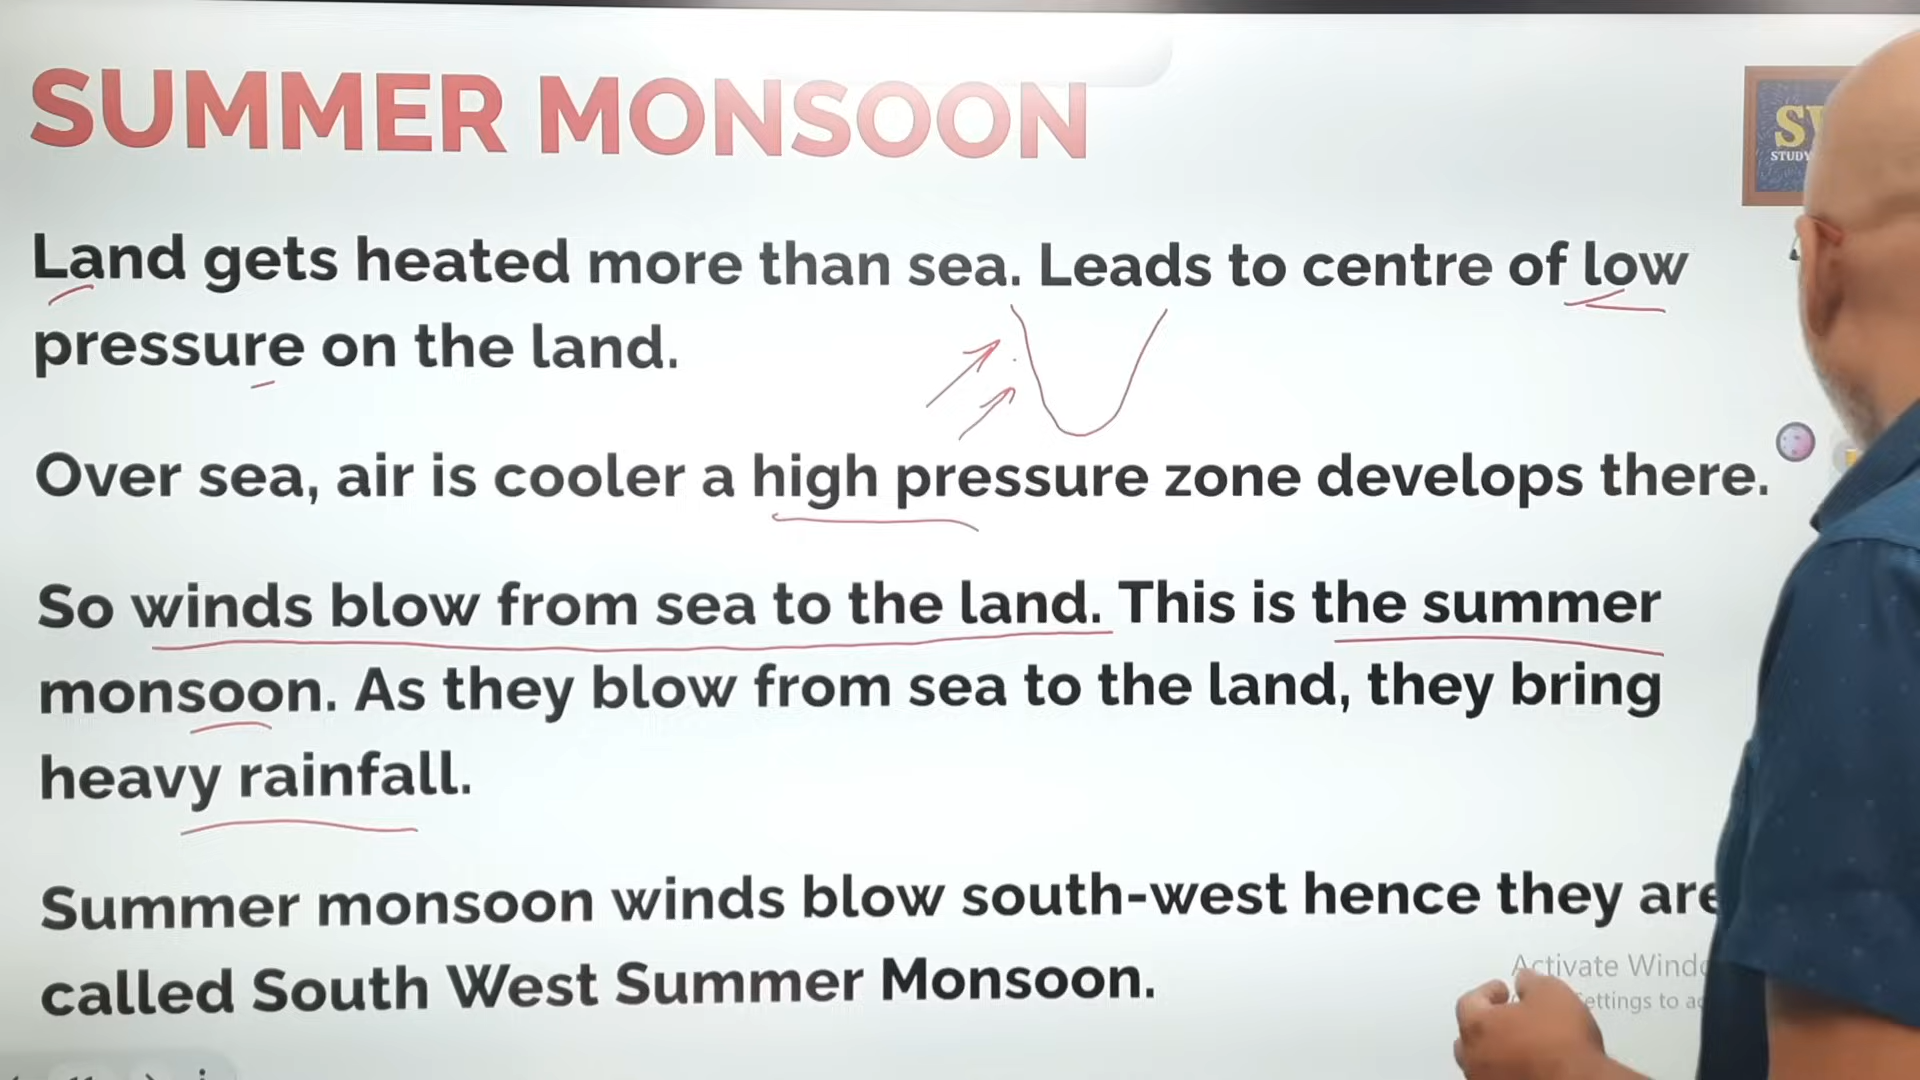 SUMMER MONSOON
STUDY
Land gets heated more than sea. Leads to centre of low
pressure on the land.
Over sea, air is cooler a high pressure zone develops there.
So winds blow from sea to the land. This is the summer
monsoon. As they blow from sea to the land, they bring
heavy rainfall.
Summer monsoon winds blow south-west hence they are
called South West Summer Monsoon.
Activate
to